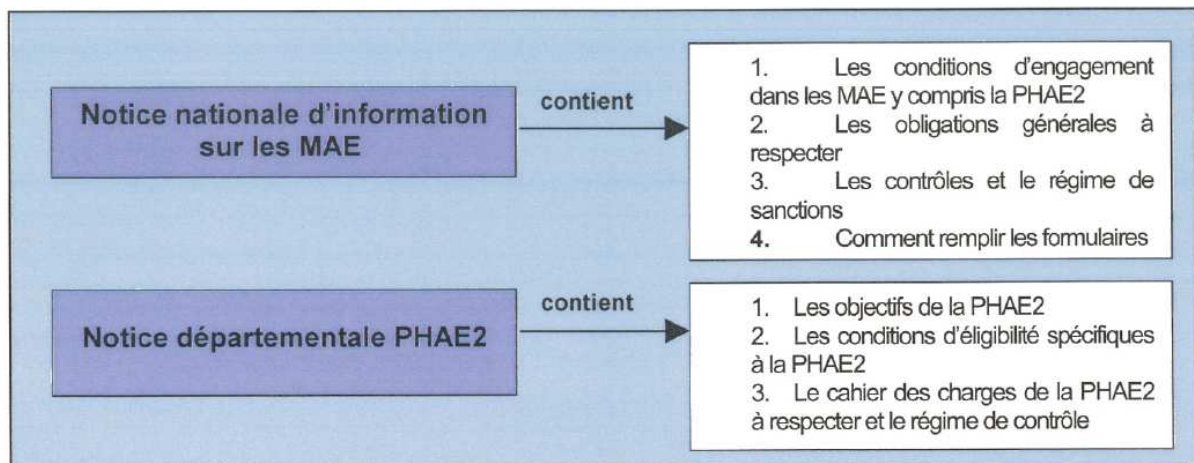 Notice nationale d'information
sur les MAE
contient
1. Les conditions d'engagement
dans les MAE y compris la PHAE2
2. Les obligations générales à
respecter
3. Les contrôles et le régime de
sanctions
4. Comment remplir les formulaires
Notice départementale PHAE2
contient
1. Les objectifs de la PHAE2
2. Les conditions d'éligibilité spécifiques
à la PHAE2
3. Le cahier des charges de la PHAE2
à respecter et le régime de contrôle